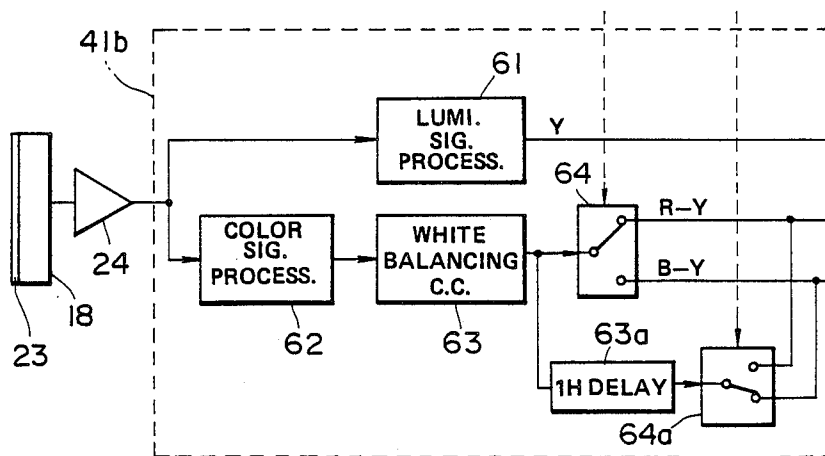 41b
61
LUMI.
SIG.
PROCESS.
Y
64
R–Y
24
COLOR
SIG.
PROCESS.
WHITE
BALANCING
C.C.
B–Y
18
23
62
63
63a
1H DELAY
64a